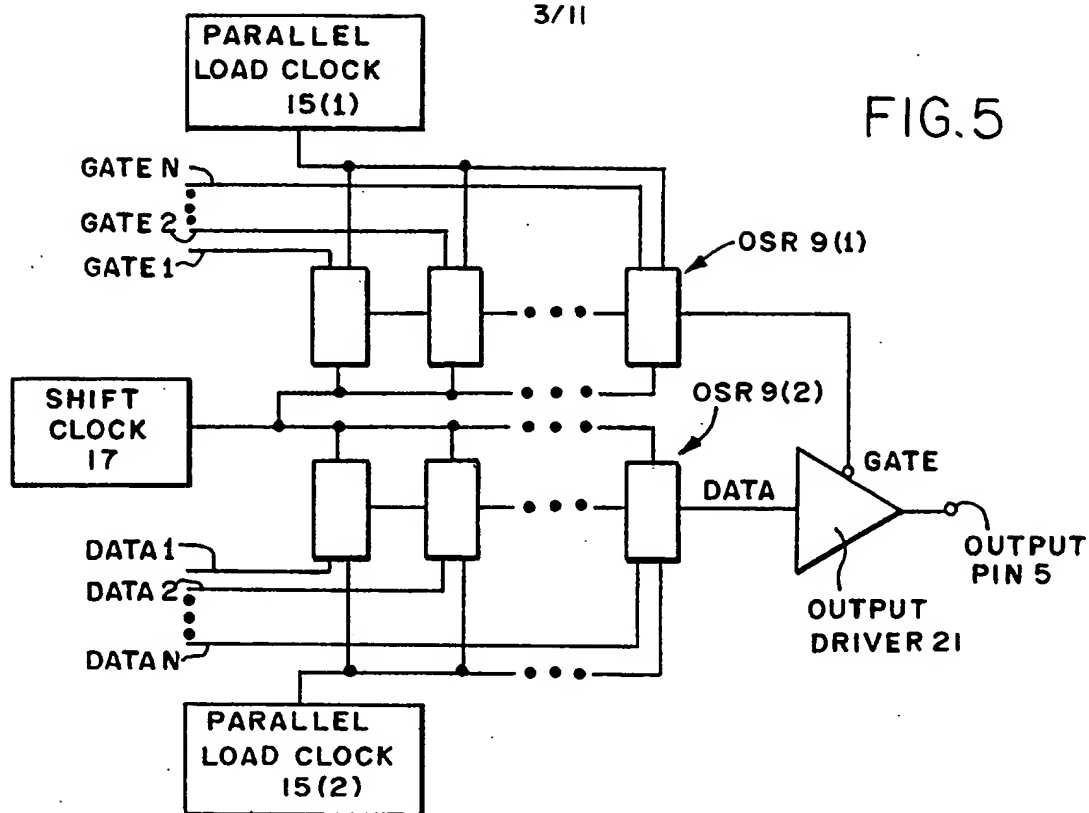 3/11
PARALLEL
LOAD CLOCK
15(1)
FIG.5
GATE N
GATE 2
GATE 1
OSR 9(1)
SHIFT
CLOCK
17
OSR 9(2)
GATE
DATA
OUTPUT
PIN 5
DATA 1
DATA 2
DATA N
OUTPUT
DRIVER 21
PARALLEL
LOAD CLOCK
15(2)